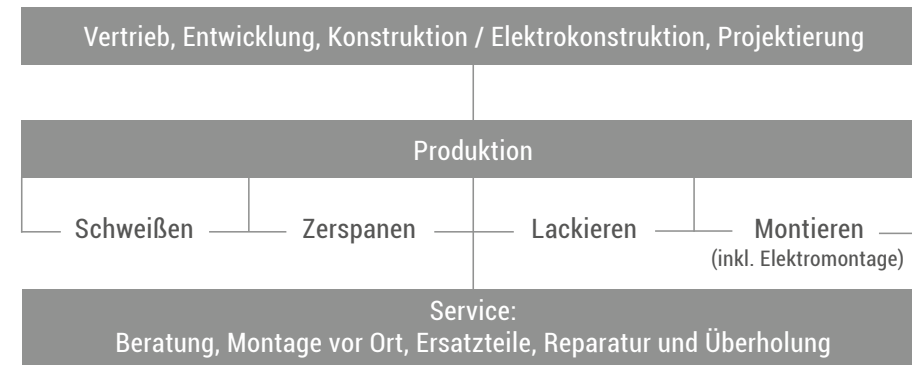 Vertrieb, Entwicklung, Konstruktion / Elektrokonstruktion, Projektierung
Produktion
Schweißen Zerspanen Lackieren Montieren
(inkl. Elektromontage)
Service:
Beratung, Montage vor Ort, Ersatzteile, Reparatur und Überholung